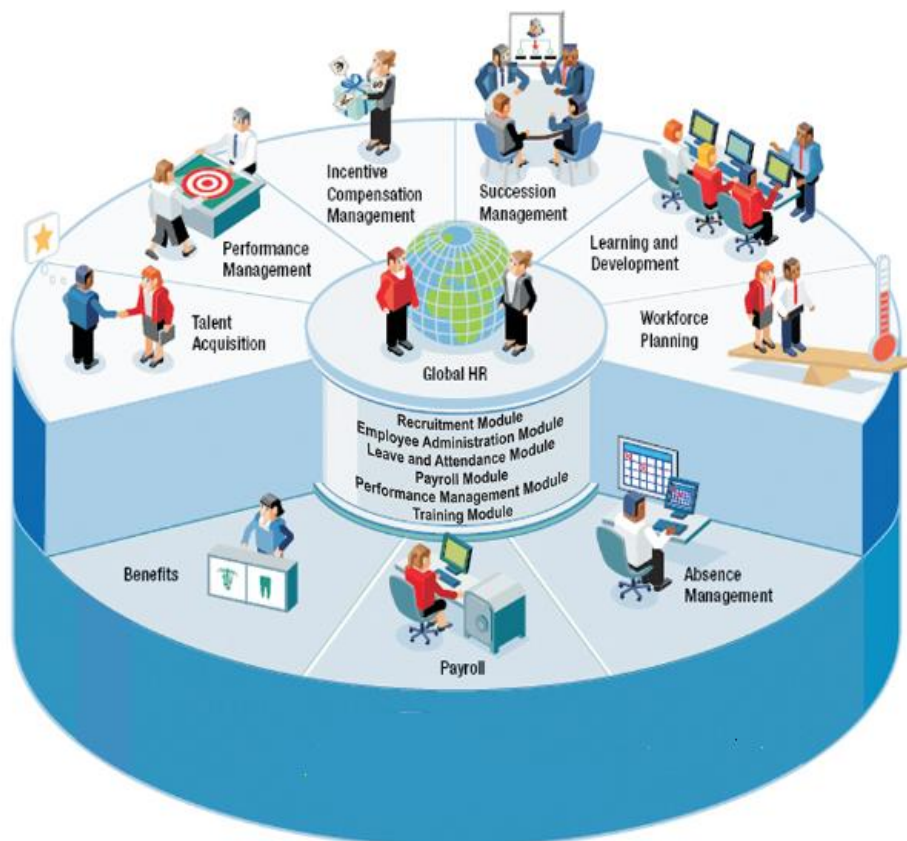 Incentive
Compensation
Management
Succession
Management
Performance
Management
Learning and
Development
Talent
Acquisition
Workforce
Planning
Global HR
Recruitment Module
Employee Administration Module
Leave and Attendance Module
Payroll Module
Performance Management Module
Training Module
Benefits
Absence
Management
Payroll